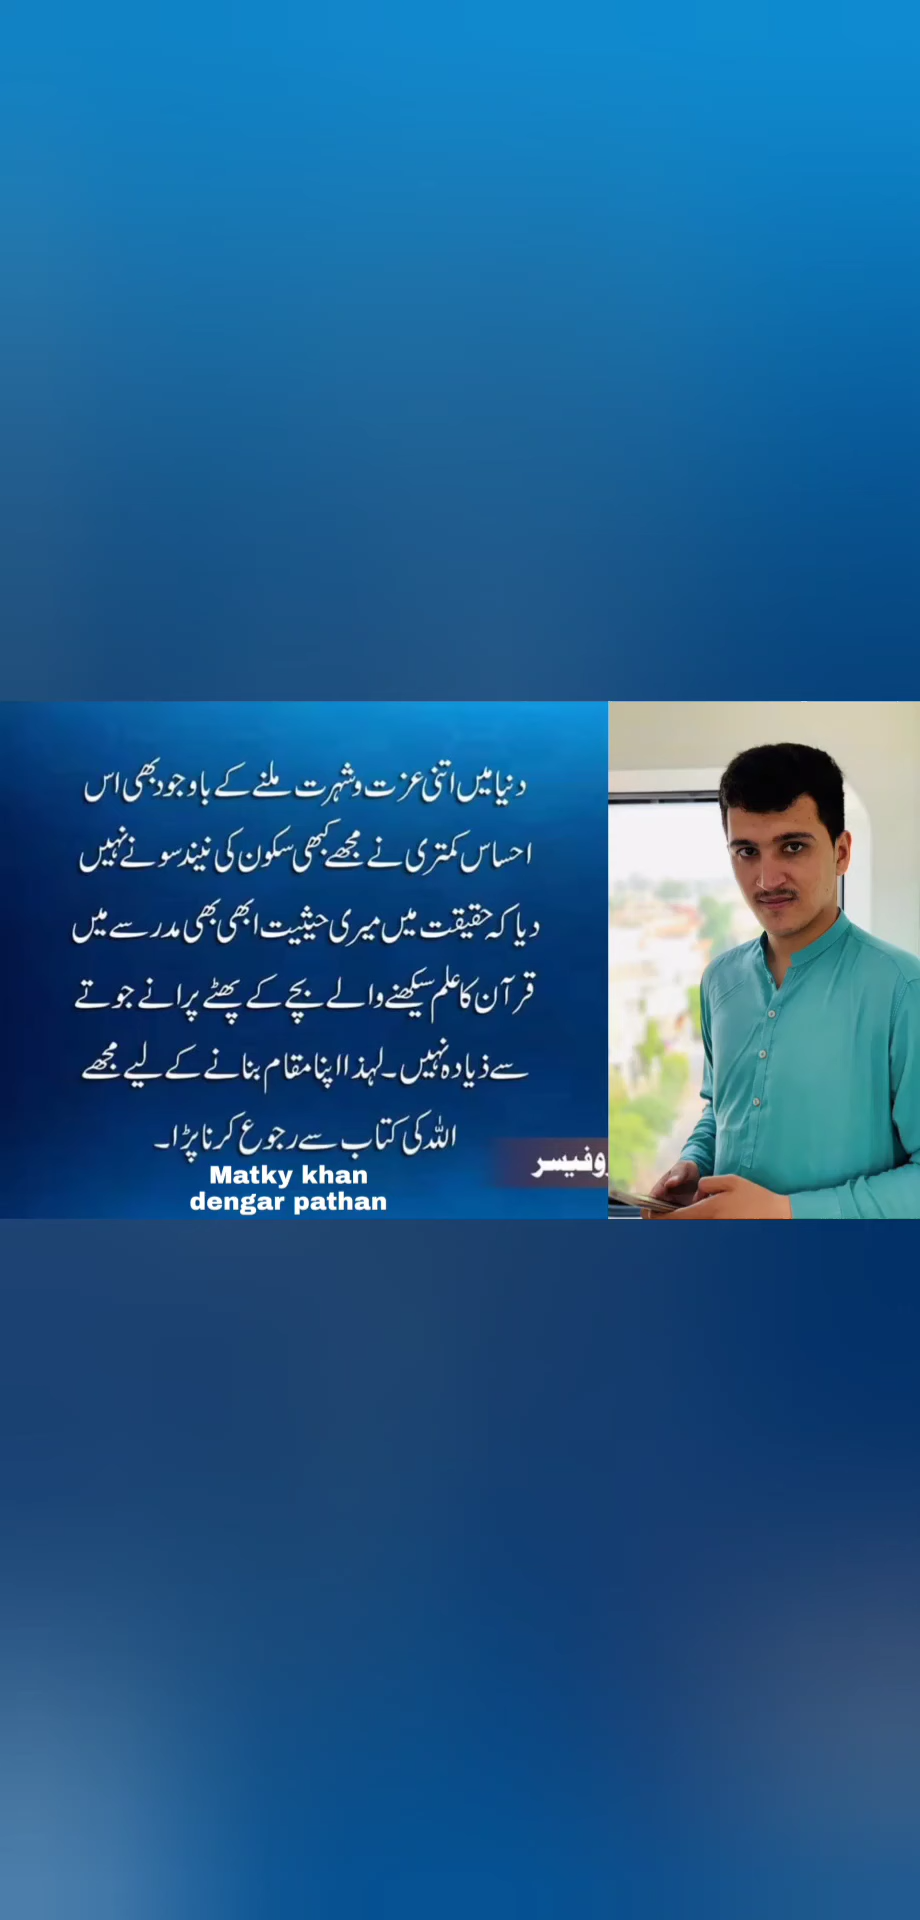 دنیا میں اتنی عزت و شہرت ملنے کے باوجود بھی اس
احساس کمتری نے مجھے کبھی سکون کی نیند سونے نہیں
دیا کہ حقیقت میں میری حیثیت ابھی بھی مدرسے میں
قرآن کا علم سیکھنے والے بچے کے پھٹے پرانے جوتے
سے ذیادہ نہیں۔ لہذا اپنا مقام بنانے کے لیے مجھے
اللہ کی کتاب سے رجوع کرنا پڑا۔
وفیسر
Matky khan
dengar pathan